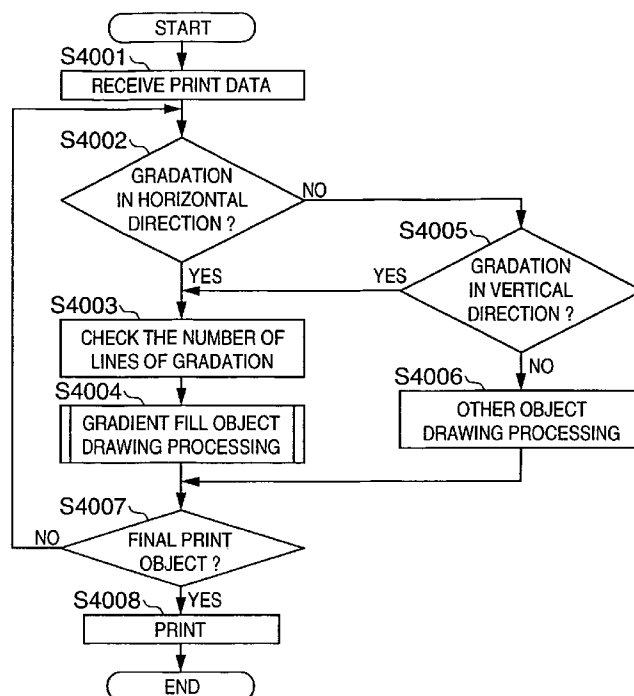 START
S4001
RECEIVE PRINT DATA
S4002
GRADATION
IN HORIZONTAL
DIRECTION ?
NO
YES
S4005
GRADATION
IN VERTICAL
DIRECTION ?
YES
NO
S4003
CHECK THE NUMBER OF
LINES OF GRADATION
S4004
GRADIENT FILL OBJECT
DRAWING PROCESSING
S4006
OTHER OBJECT
DRAWING PROCESSING
S4007
FINAL PRINT
OBJECT ?
NO
YES
S4008
PRINT
END